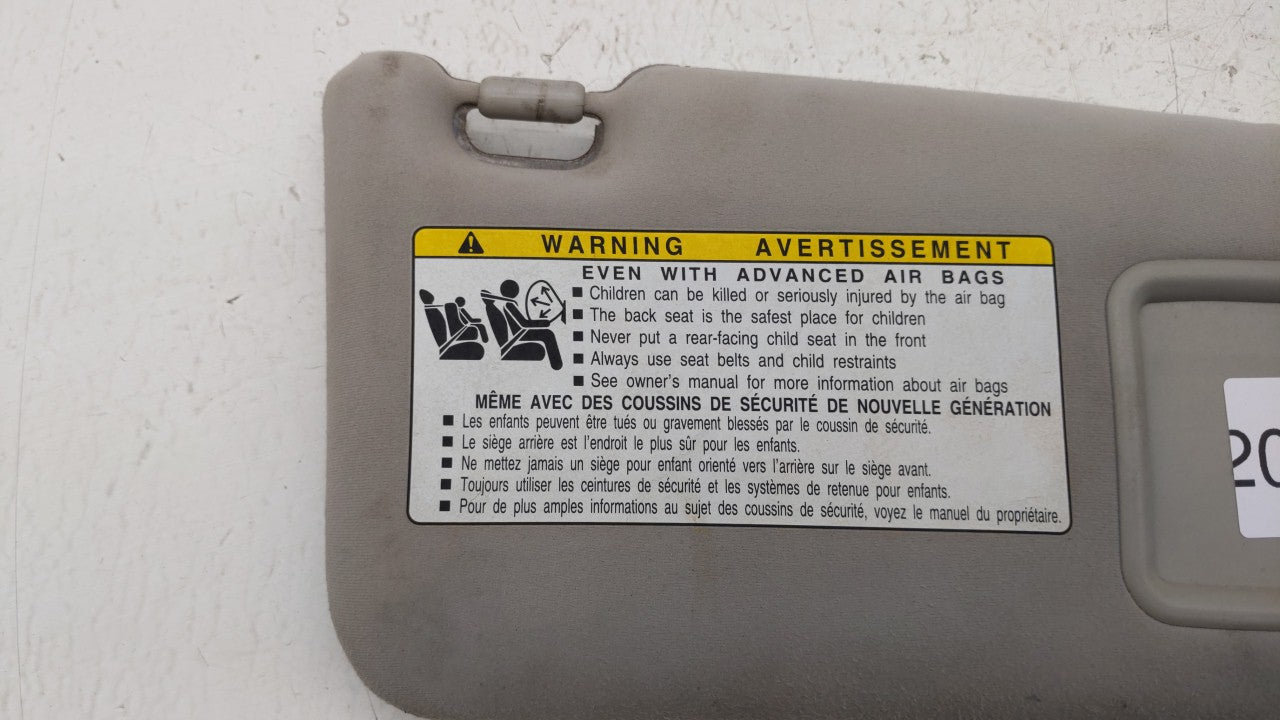 WARNING AVERTISSEMENT
EVEN WITH ADVANCED AIR BAGS
■ Children can be killed or seriously injured by the air bag
■ The back seat is the safest place for children
■ Never put a rear-facing child seat in the front
■ Always use seat belts and child restraints
■ See owner's manual for more information about air bags
MÊME AVEC DES COUSSINS DE SÉCURITÉ DE NOUVELLE GÉNÉRATION
■ Les enfants peuvent être tués ou gravement blessés par le coussin de sécurité.
■ Le siège arrière est l'endroit le plus sûr pour les enfants.
■ Ne mettez jamais un siège pour enfant orienté vers l'arrière sur le siège avant.
■ Toujours utiliser les ceintures de sécurité et les systèmes de retenue pour enfants.
■ Pour de plus amples informations au sujet des coussins de sécurité, voyez le manuel du propriétaire.
20